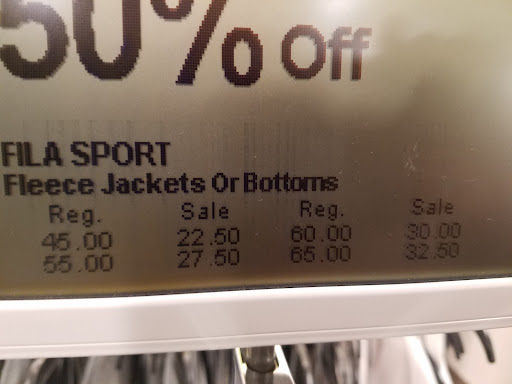 50% Off
FILA SPORT
Fleece Jackets Or Bottoms
Reg. Sale Reg. Sale
45.00 22.50 60.00 30.00
55.00 27.50 65.00 32.50